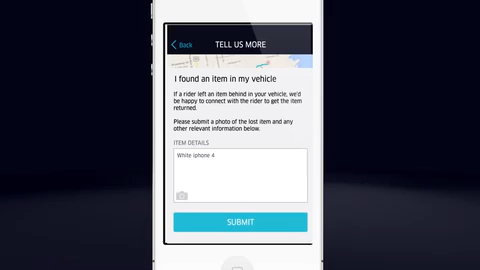 Back
TELL US MORE
I found an item in my vehicle
If a rider left an item behind in your vehicle, we'd
be happy to connect with the rider to get the item
returned.
Please submit a photo of the lost item and any
other relevant information below.
ITEM DETAILS
White iphone 4
SUBMIT